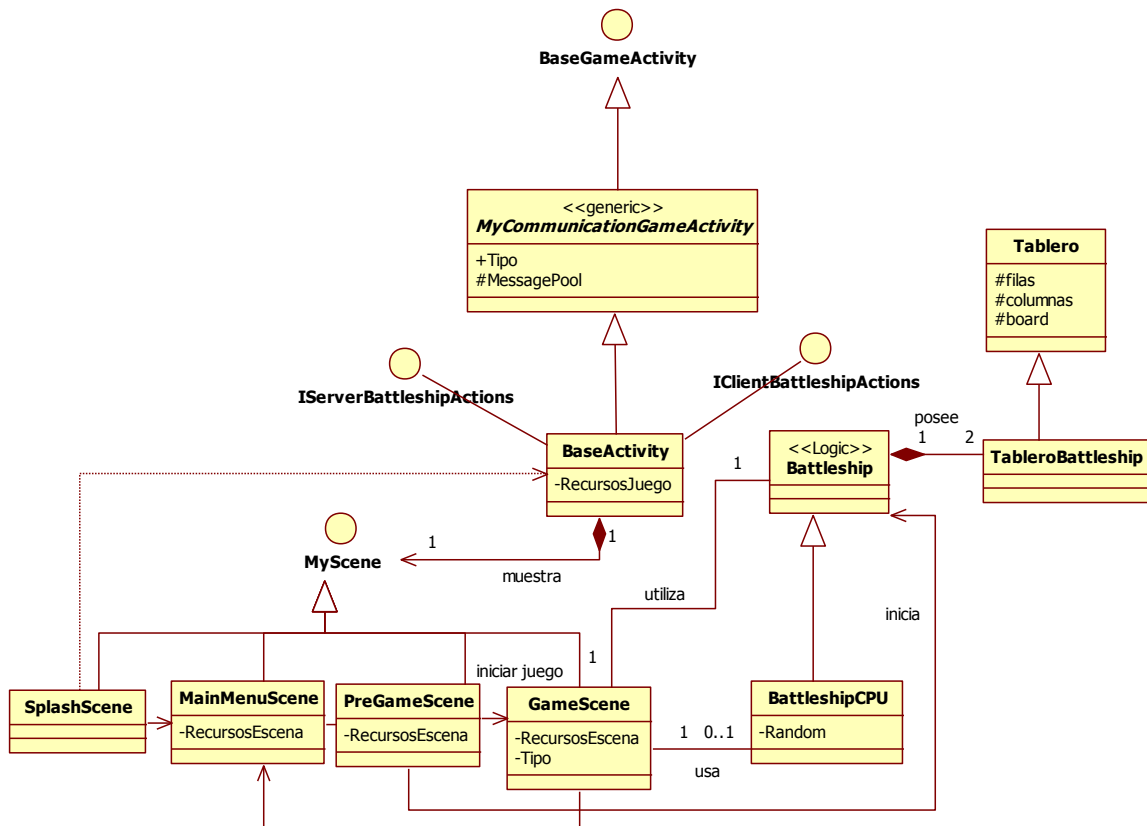 BaseGameActivity
<<generic>>
MyCommunicationGameActivity
+Tipo
#MessagePool
Tablero
#filas
#columnas
#board
IServerBattleshipActions
IClientBattleshipActions
BaseActivity
-RecursosJuego
<<Logic>>
Battleship
posee
1
2
TableroBattleship
1
1
1
muestra
MyScene
utiliza
inicia
iniciar juego
1
SplashScene
MainMenuScene
-RecursosEscena
PreGameScene
-RecursosEscena
GameScene
-RecursosEscena
-Tipo
1
0..1
usa
BattleshipCPU
-Random